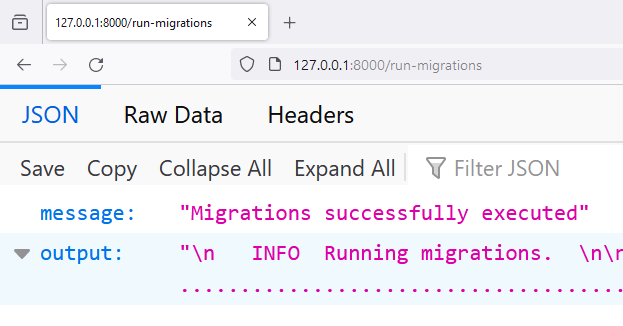 127.0.0.1:8000/run-migrations
127.0.0.1:8000/run-migrations
JSON Raw Data Headers
Save Copy Collapse All Expand All Filter JSON
message: "Migrations successfully executed"
output: "\n   INFO  Running migrations.  \n\n
.......................................